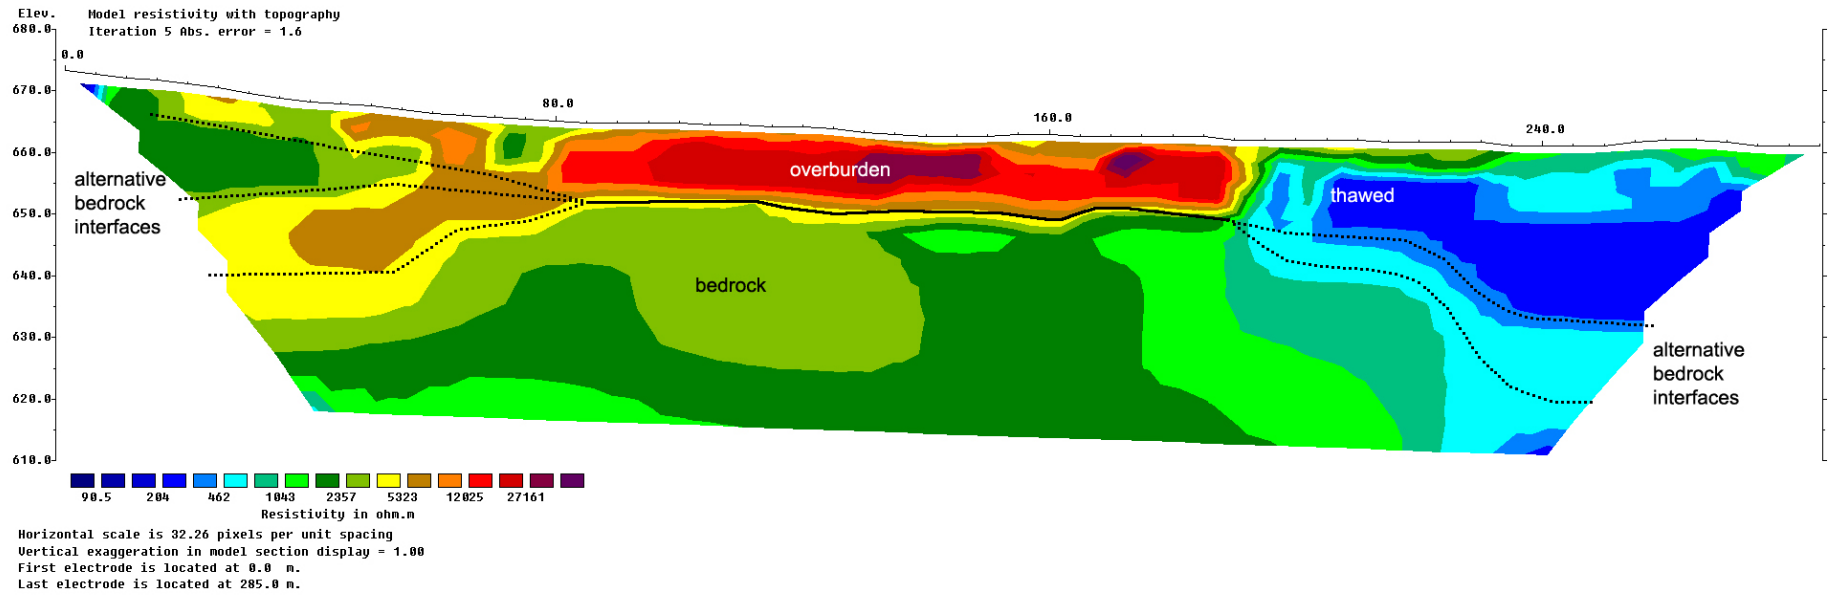 Elev.
Model resistivity with topography
Iteration 5 Abs. error = 1.6
680.0
0.0
670.0
80.0
160.0
240.0
660.0
overburden
alternative
bedrock
interfaces
thawed
650.0
640.0
bedrock
630.0
alternative
bedrock
interfaces
620.0
610.0
90.5 204 462 1043 2357 5323 12025 27161
Resistivity in ohm.m
Horizontal scale is 32.26 pixels per unit spacing
Vertical exaggeration in model section display = 1.00
First electrode is located at 0.0 m.
Last electrode is located at 285.0 m.